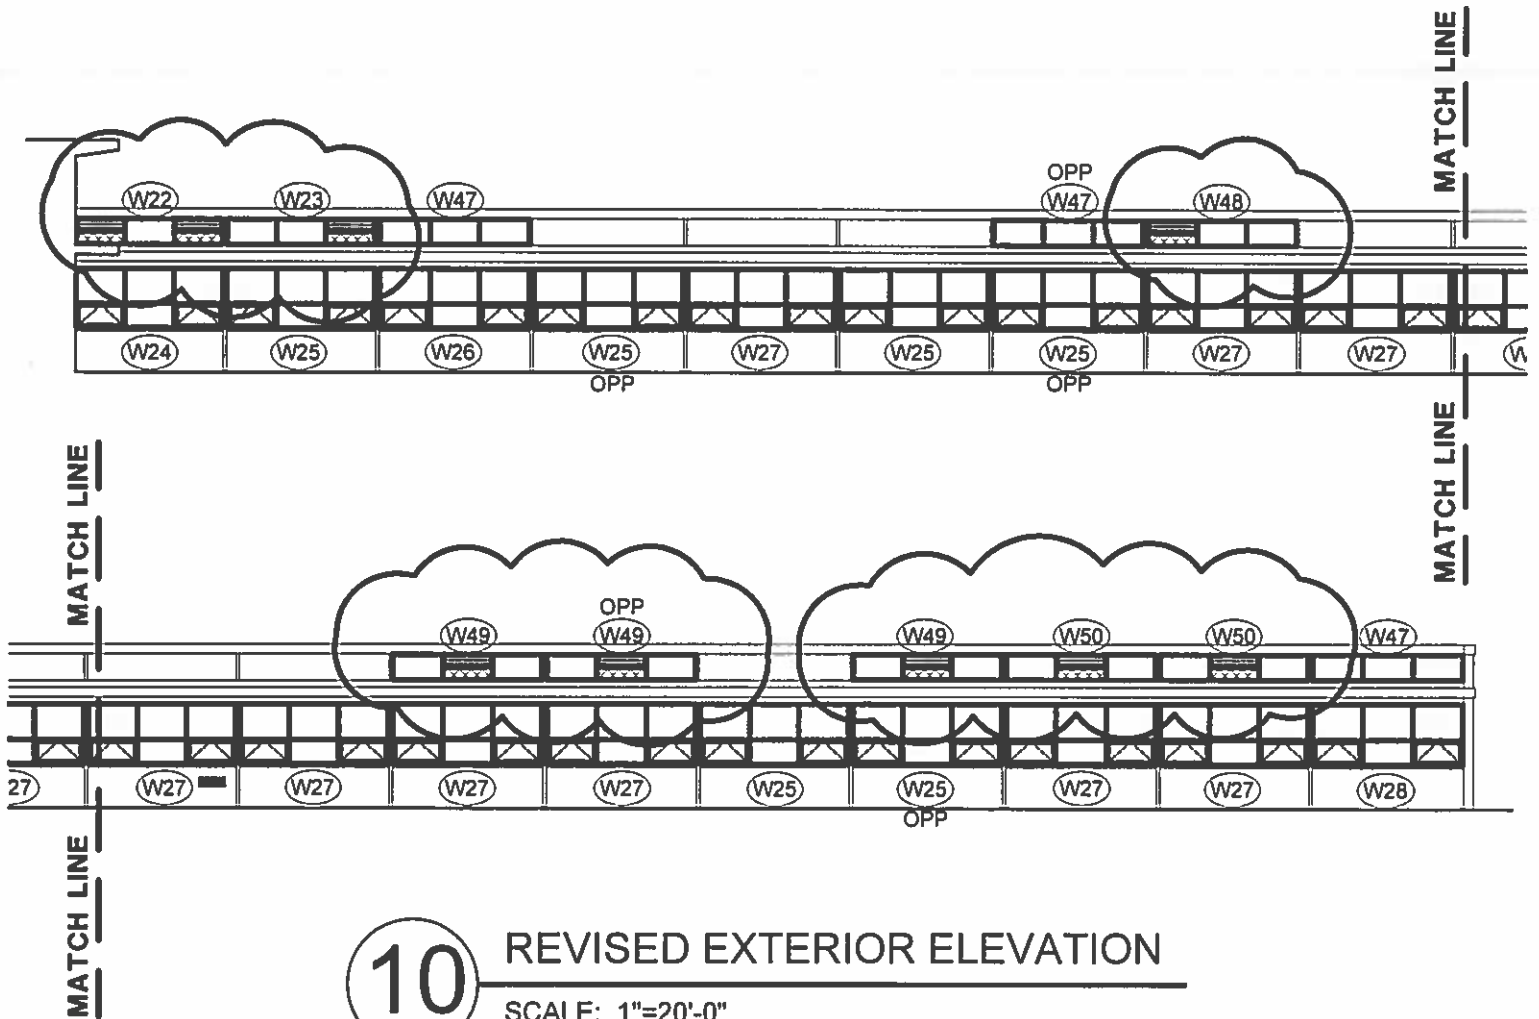 MATCH LINE
OPP
W22 W23 W47 W47 W48
W24 W25 W26 W25 W27 W25 W25 W27 W27 W
OPP OPP
MATCH LINE
MATCH LINE
OPP
W49 W49 W49 W50 W50 W47
27 W27 W27 W27 W27 W25 W25 W27 W27 W28
OPP
MATCH LINE
10
REVISED EXTERIOR ELEVATION
SCALE: 1"=20'-0"